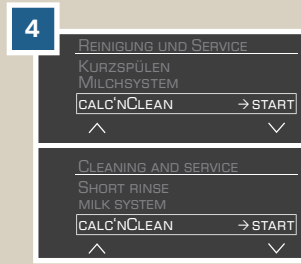 4
Reinigung und Service
Kurzspülen
Milchsystem
calc'nClean → start
Cleaning and service
Short rinse
milk system
calc'nClean → start